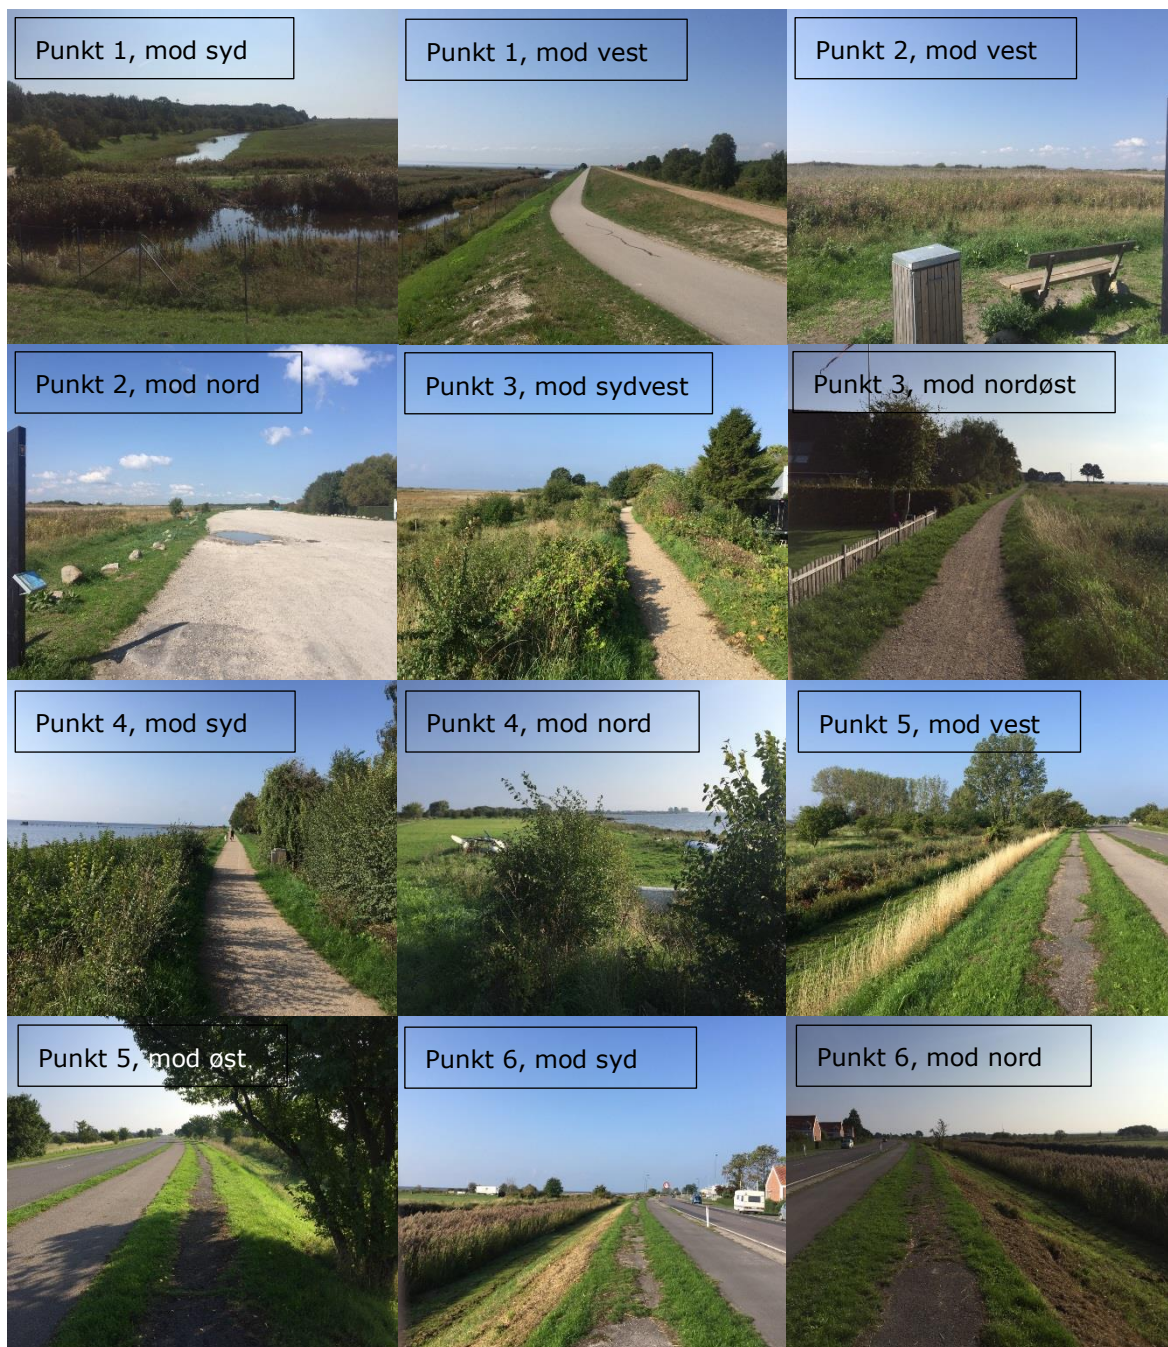 Punkt 1, mod syd
Punkt 1, mod vest
Punkt 2, mod vest
Punkt 2, mod nord
Punkt 3, mod sydvest
Punkt 3, mod nordøst
Punkt 4, mod syd
Punkt 4, mod nord
Punkt 5, mod vest
Punkt 5, mod øst
Punkt 6, mod syd
Punkt 6, mod nord